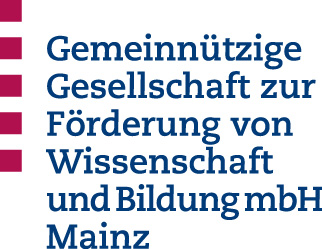 Gemeinnützige
Gesellschaft zur
Förderung von
Wissenschaft
und Bildung mbH
Mainz